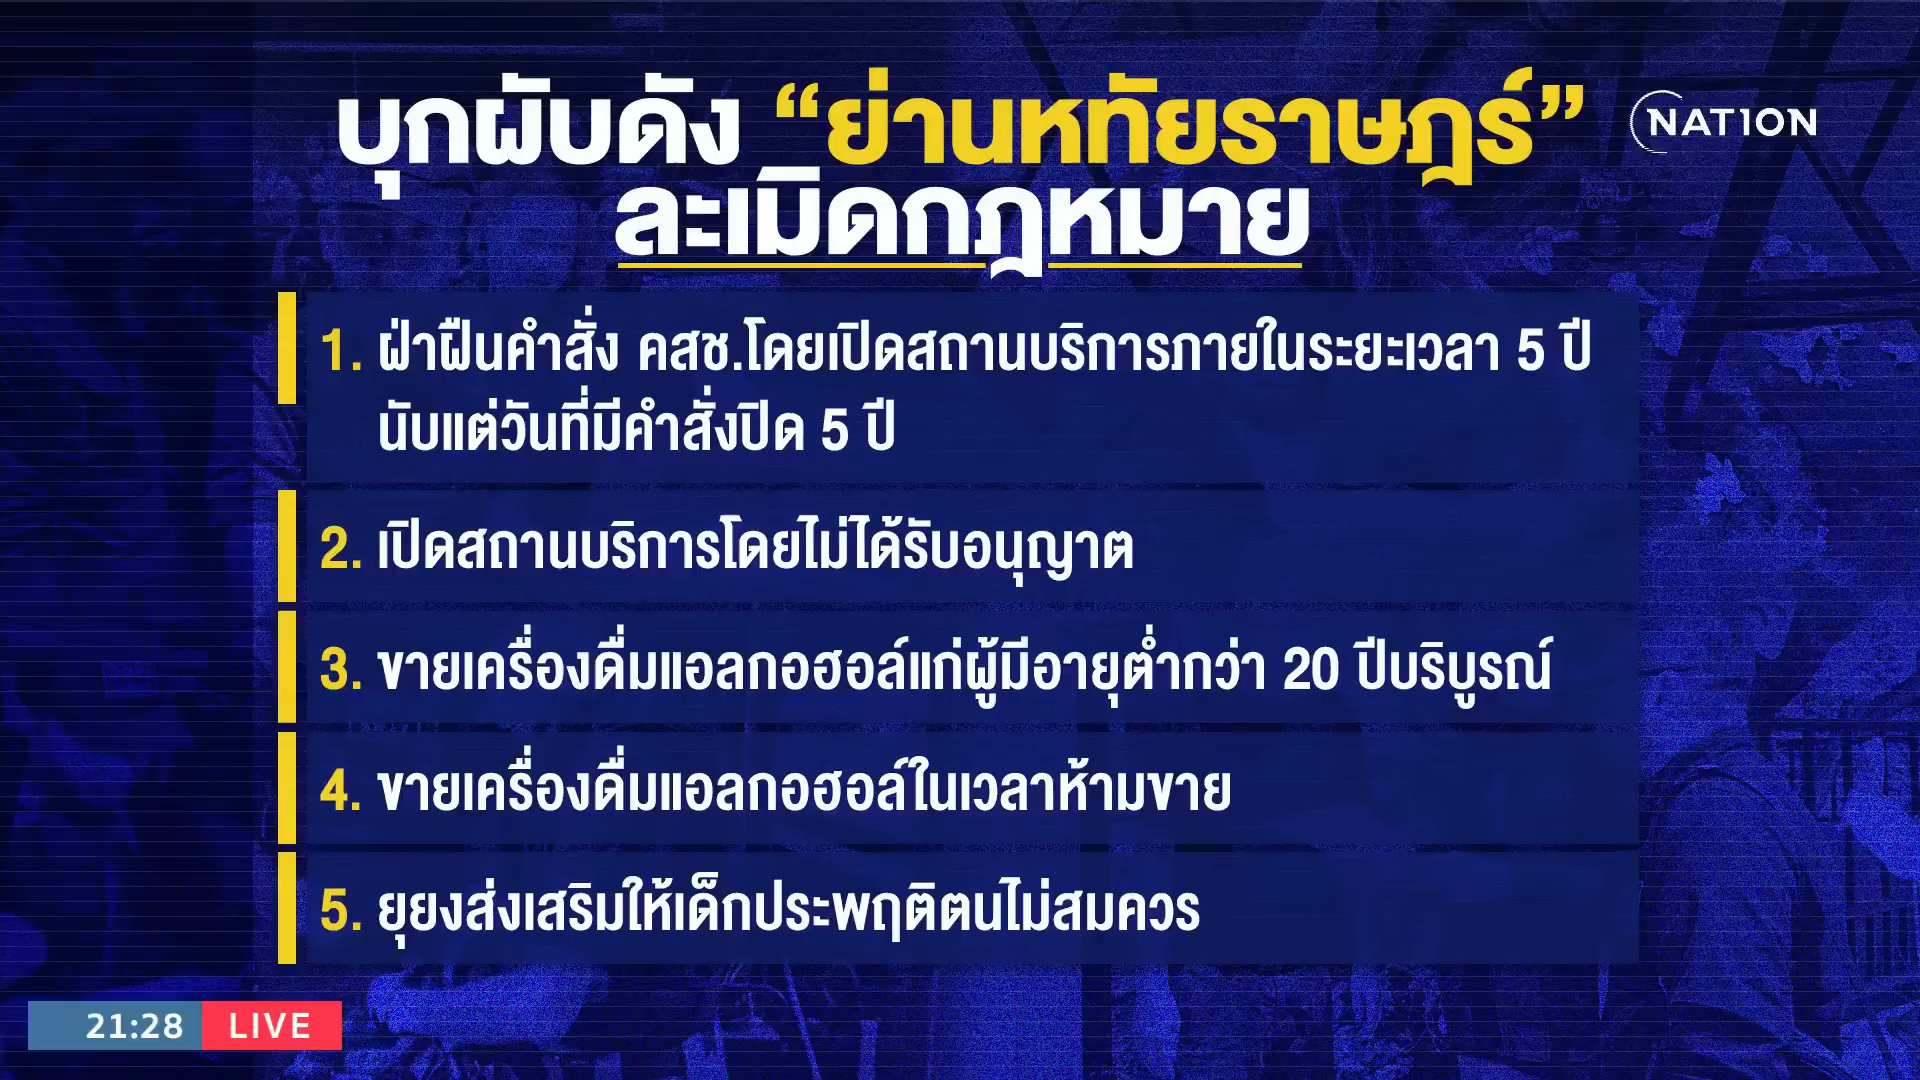 บุกผับดัง “ย่านหทัยราษฎร์”
NATION
ละเมิดกฎหมาย
1. ฝ่าฝืนคำสั่ง คสช.โดยเปิดสถานบริการภายในระยะเวลา 5 ปี
นับแต่วันที่มีคำสั่งปิด 5 ปี
2. เปิดสถานบริการโดยไม่ได้รับอนุญาต
3. ขายเครื่องดื่มแอลกอฮอล์แก่ผู้มีอายุต่ำกว่า 20 ปีบริบูรณ์
4. ขายเครื่องดื่มแอลกอฮอล์ในเวลาห้ามขาย
5. ยุยงส่งเสริมให้เด็กประพฤติตนไม่สมควร
21:28 LIVE